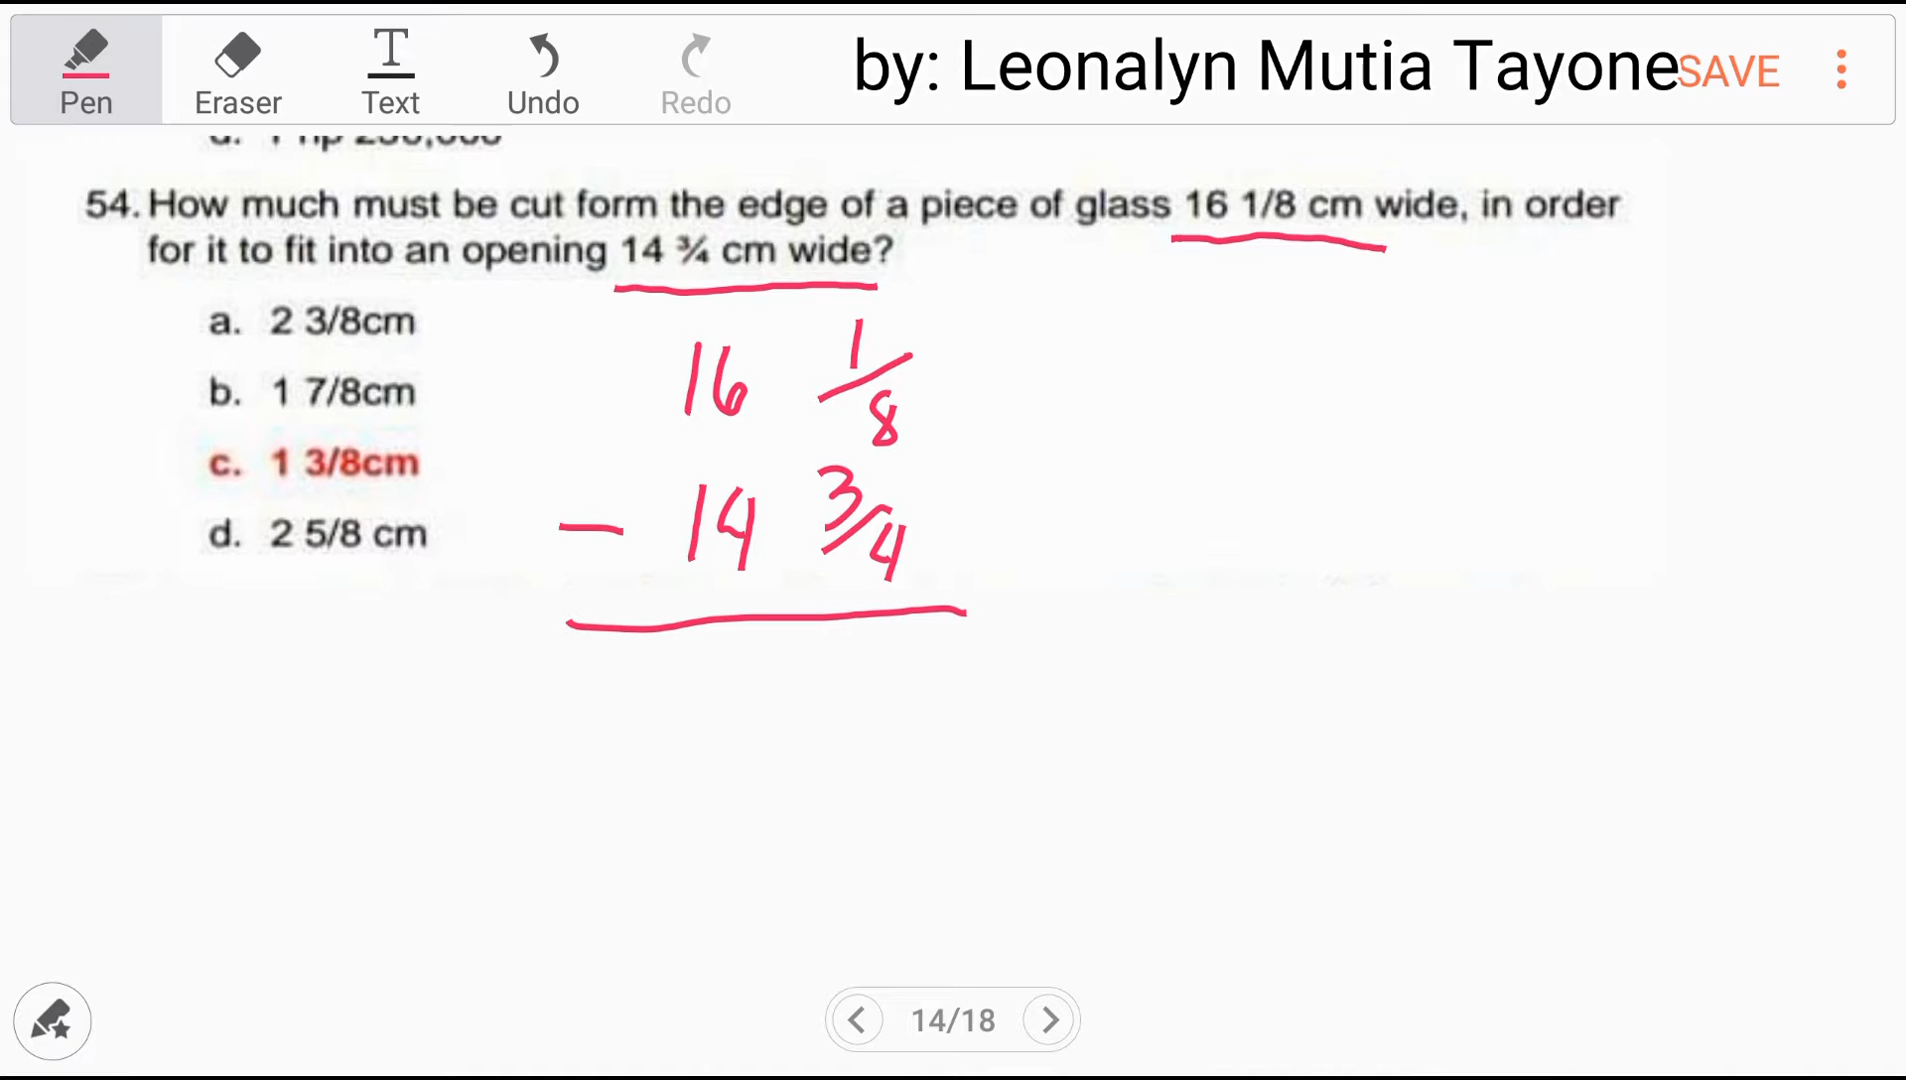 Pen
Eraser
Text
Undo
Redo
by: Leonalyn Mutia Tayone
SAVE
54. How much must be cut form the edge of a piece of glass 16 1/8 cm wide, in order
for it to fit into an opening 14 ¾ cm wide?
a. 2 3/8cm
b. 1 7/8cm
c. 1 3/8cm
d. 2 5/8 cm
16 1/8
- 14 3/4
14/18